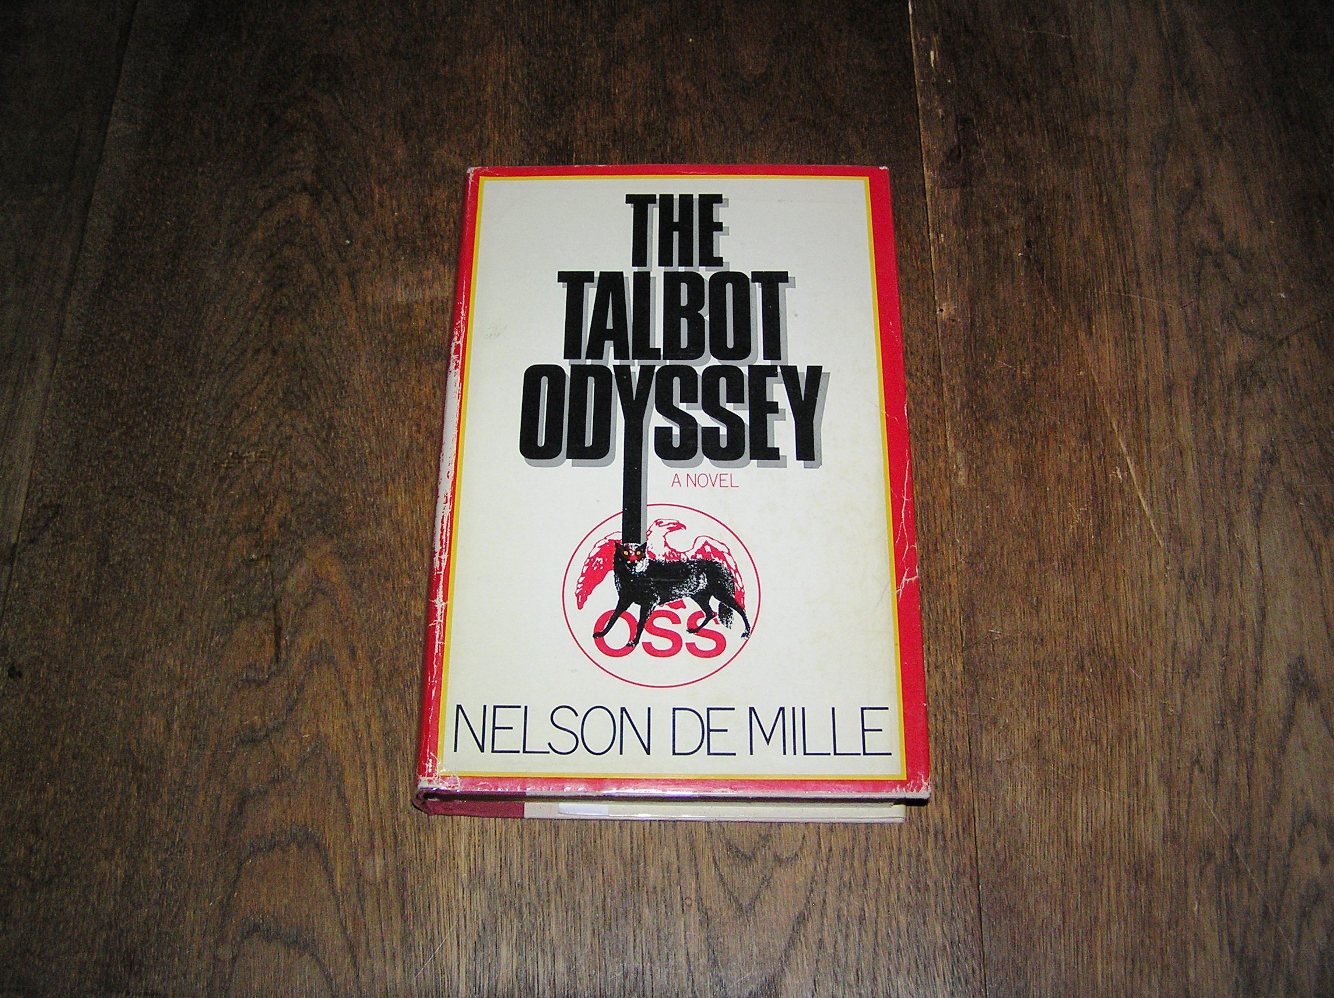 THE
TALBOT
ODYSSEY
A NOVEL
OSS
NELSON DE MILLE